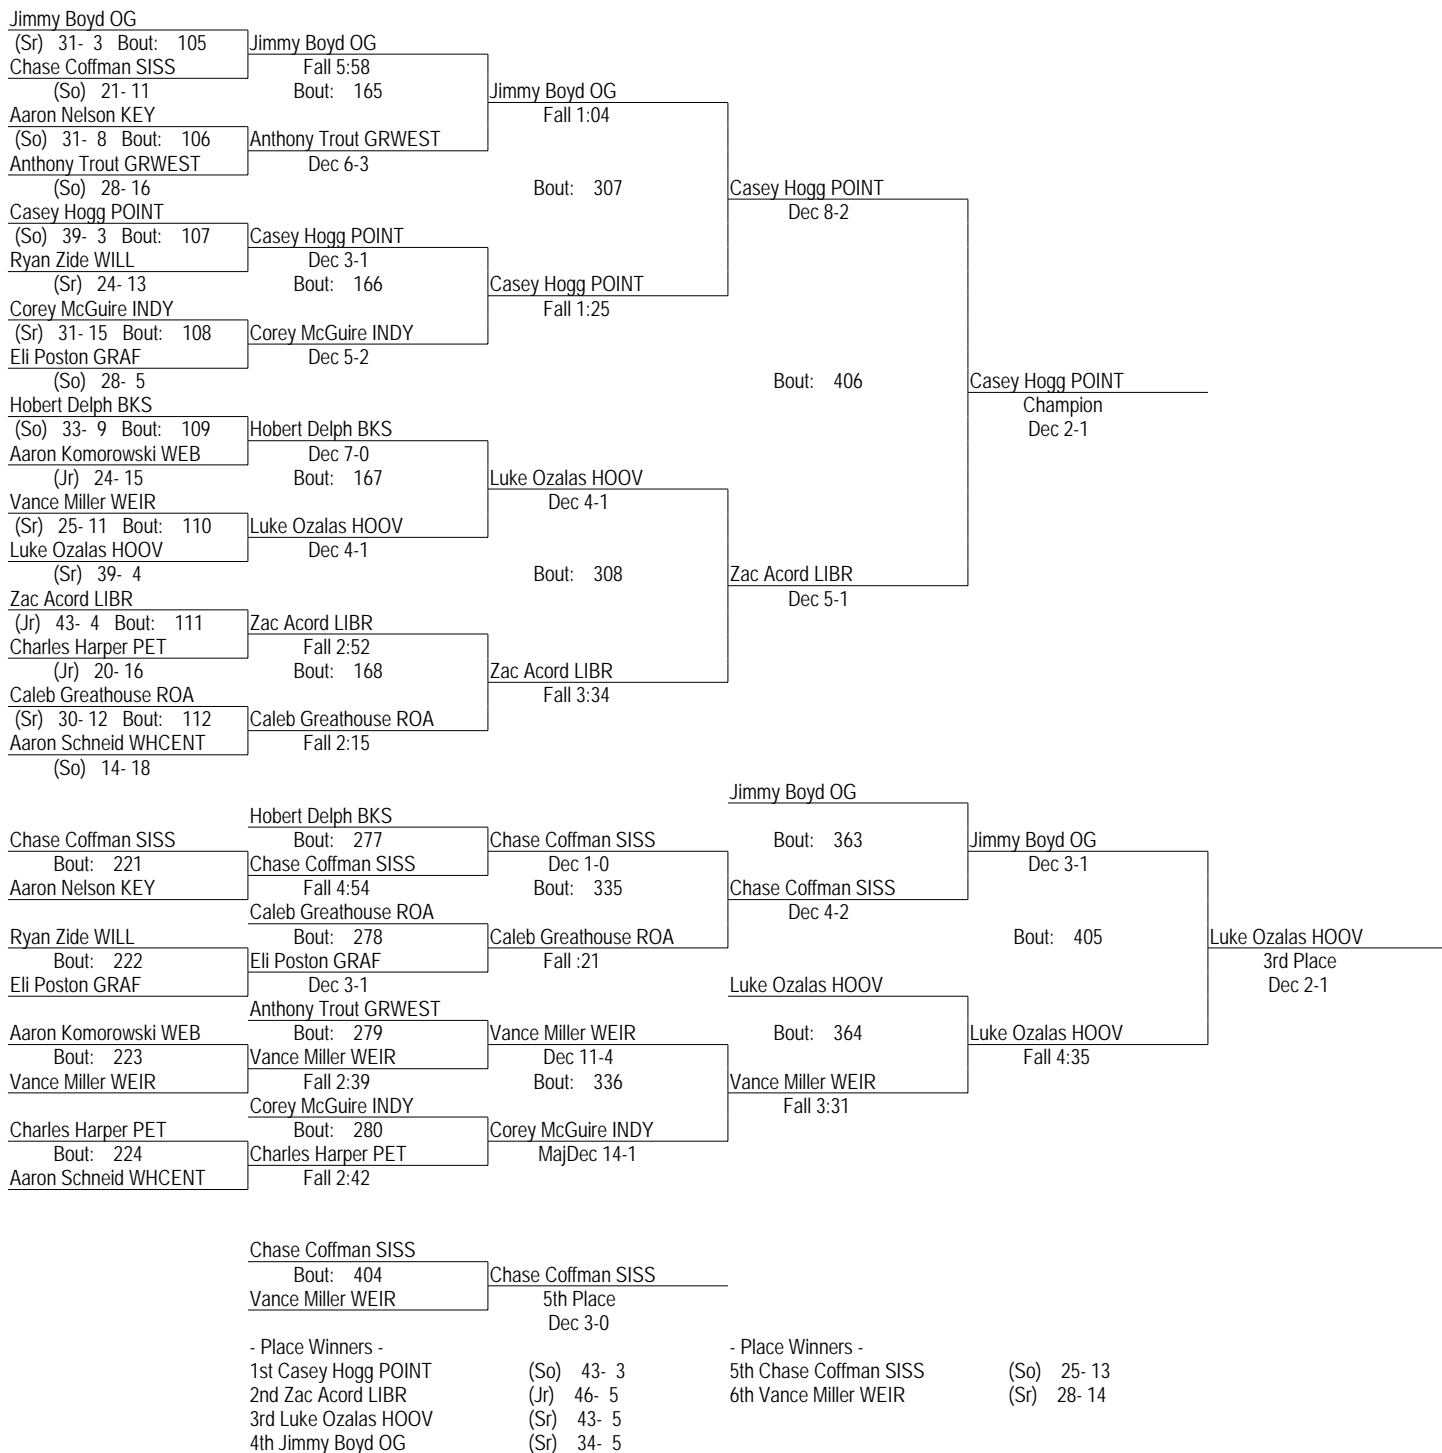 Jimmy Boyd OG
(Sr) 31- 3 Bout: 105 Jimmy Boyd OG
Chase Coffman SISS Fall 5:58
(So) 21- 11 Bout: 165 Jimmy Boyd OG
Aaron Nelson KEY Fall 1:04
(So) 31- 8 Bout: 106 Anthony Trout GRWEST
Anthony Trout GRWEST Dec 6-3
(So) 28- 16 Bout: 307 Casey Hogg POINT
Casey Hogg POINT Dec 8-2
(So) 39- 3 Bout: 107 Casey Hogg POINT
Ryan Zide WILL Dec 3-1
(Sr) 24- 13 Bout: 166 Casey Hogg POINT
Corey McGuire INDY Fall 1:25
(Sr) 31- 15 Bout: 108 Corey McGuire INDY
Eli Poston GRAF Dec 5-2
(So) 28- 5 Bout: 406 Casey Hogg POINT
Hobert Delph BKS Champion
(So) 33- 9 Bout: 109 Hobert Delph BKS Dec 2-1
Aaron Komorowski WEB Dec 7-0
(Jr) 24- 15 Bout: 167 Luke Ozalas HOOV
Vance Miller WEIR Dec 4-1
(Sr) 25- 11 Bout: 110 Luke Ozalas HOOV
Luke Ozalas HOOV Dec 4-1
(Sr) 39- 4 Bout: 308 Zac Acord LIBR
Zac Acord LIBR Dec 5-1
(Jr) 43- 4 Bout: 111 Zac Acord LIBR
Charles Harper PET Fall 2:52
(Jr) 20- 16 Bout: 168 Zac Acord LIBR
Caleb Greathouse ROA Fall 3:34
(Sr) 30- 12 Bout: 112 Caleb Greathouse ROA
Aaron Schneid WHCENT Fall 2:15
(So) 14- 18
Jimmy Boyd OG
Hobert Delph BKS
Chase Coffman SISS Bout: 277 Chase Coffman SISS Bout: 363 Jimmy Boyd OG
Bout: 221 Chase Coffman SISS Dec 1-0 Dec 3-1
Aaron Nelson KEY Fall 4:54 Bout: 335 Chase Coffman SISS
Caleb Greathouse ROA Dec 4-2
Ryan Zide WILL Bout: 278 Caleb Greathouse ROA Bout: 405 Luke Ozalas HOOV
Bout: 222 Eli Poston GRAF Fall :21 3rd Place
Eli Poston GRAF Dec 3-1 Luke Ozalas HOOV Dec 2-1
Anthony Trout GRWEST
Aaron Komorowski WEB Bout: 279 Vance Miller WEIR Bout: 364 Luke Ozalas HOOV
Bout: 223 Vance Miller WEIR Dec 11-4 Fall 4:35
Vance Miller WEIR Fall 2:39 Bout: 336 Vance Miller WEIR
Corey McGuire INDY Fall 3:31
Charles Harper PET Bout: 280 Corey McGuire INDY
Bout: 224 Charles Harper PET MajDec 14-1
Aaron Schneid WHCENT Fall 2:42
Chase Coffman SISS
Bout: 404 Chase Coffman SISS
Vance Miller WEIR 5th Place
Dec 3-0
- Place Winners - - Place Winners -
1st Casey Hogg POINT (So) 43- 3 5th Chase Coffman SISS (So) 25- 13
2nd Zac Acord LIBR (Jr) 46- 5 6th Vance Miller WEIR (Sr) 28- 14
3rd Luke Ozalas HOOV (Sr) 43- 5
4th Jimmy Boyd OG (Sr) 34- 5